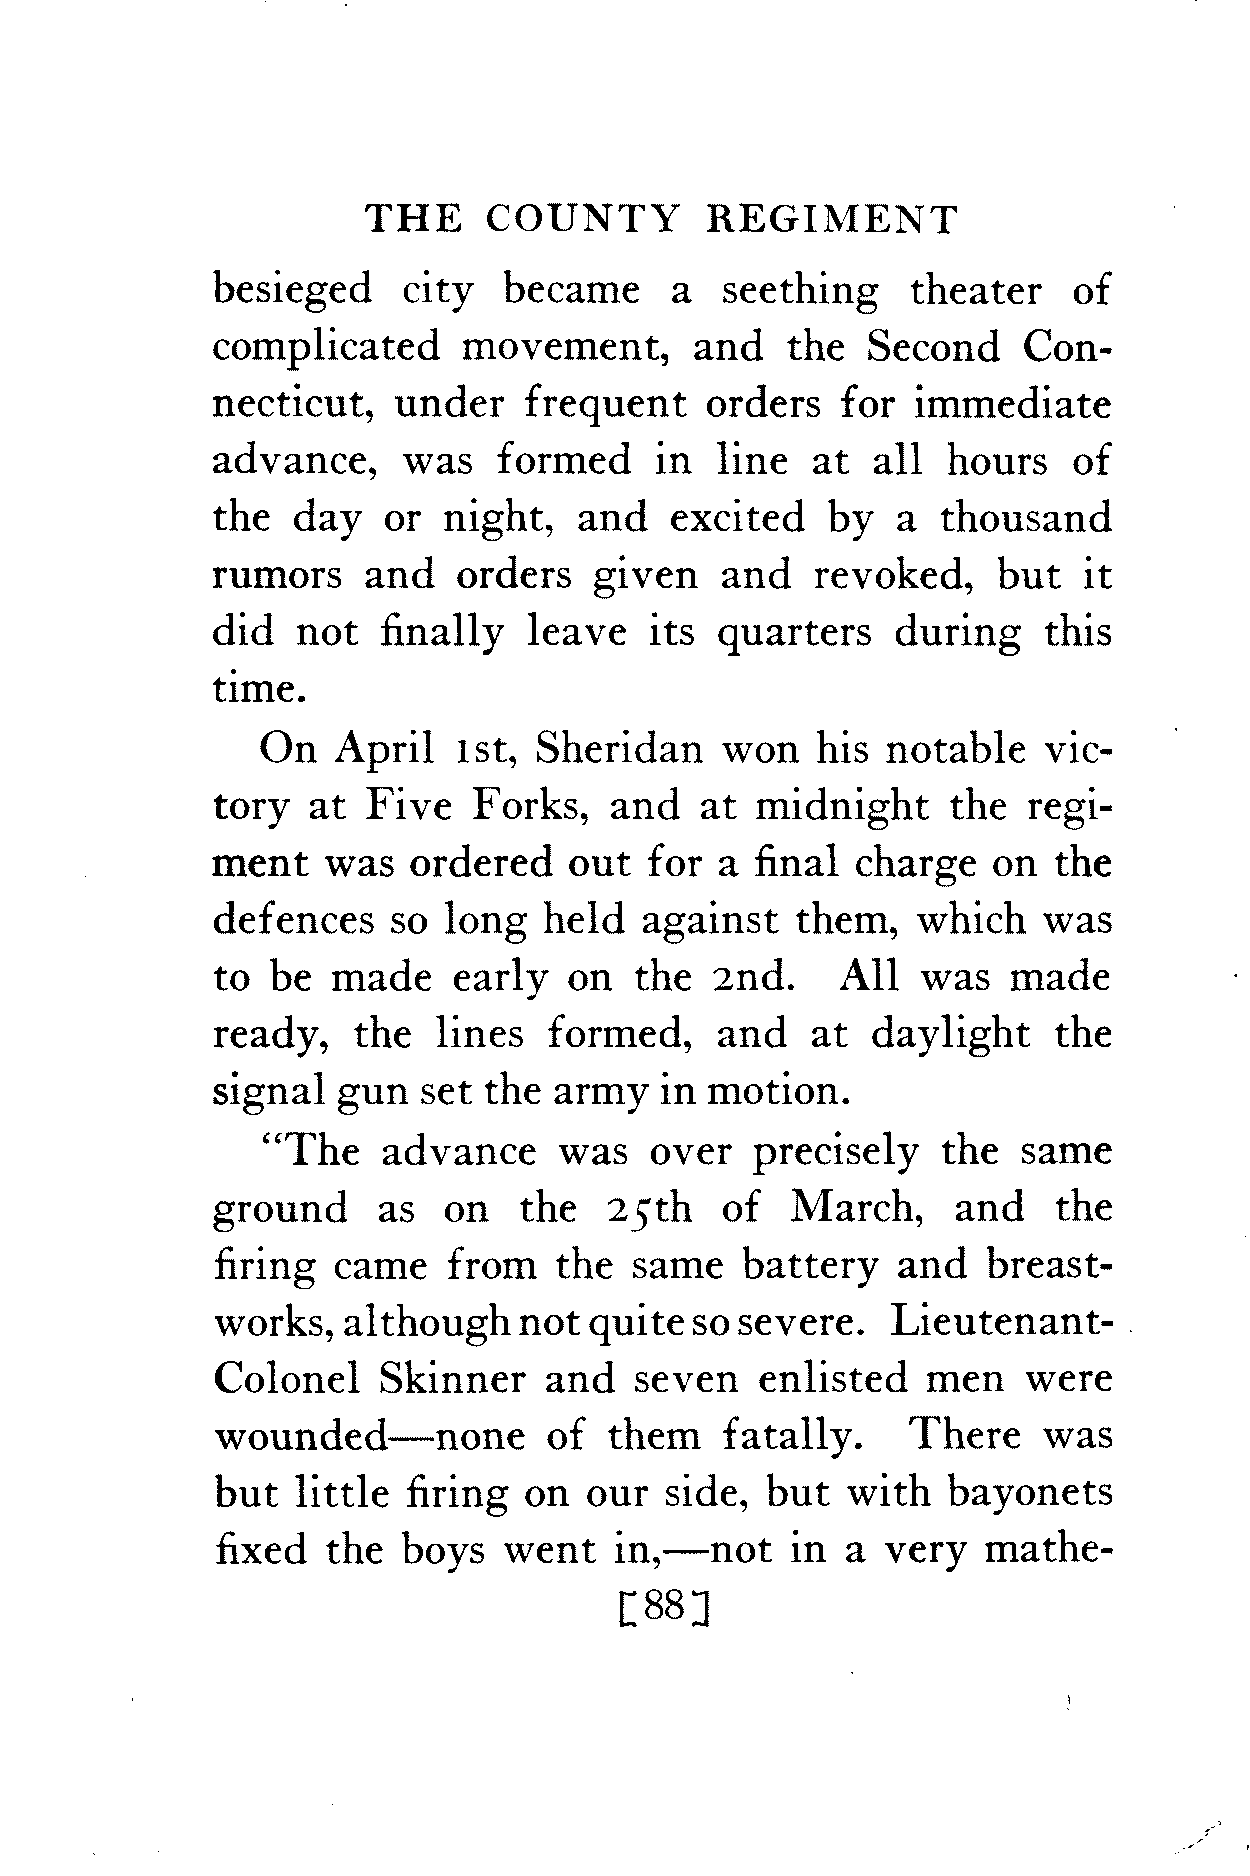 THE COUNTY REGIMENT
besieged city became a seething theater of
complicated movement, and the Second Con-
necticut, under frequent orders for immediate
advance, was formed in line at all hours of
the day or night, and excited by a thousand
rumors and orders given and revoked, but it
did not finally leave its quarters during this
time.
On April 1st, Sheridan won his notable vic-
tory at Five Forks, and at midnight the regi-
ment was ordered out for a final charge on the
defences so long held against them, which was
to be made early on the 2nd. All was made
ready, the lines formed, and at daylight the
signal gun set the army in motion.
"The advance was over precisely the same
ground as on the 25th of March, and the
firing came from the same battery and breast-
works, although not quite so severe. Lieutenant-
Colonel Skinner and seven enlisted men were
wounded—none of them fatally. There was
but little firing on our side, but with bayonets
fixed the boys went in,—not in a very mathe-
[88]